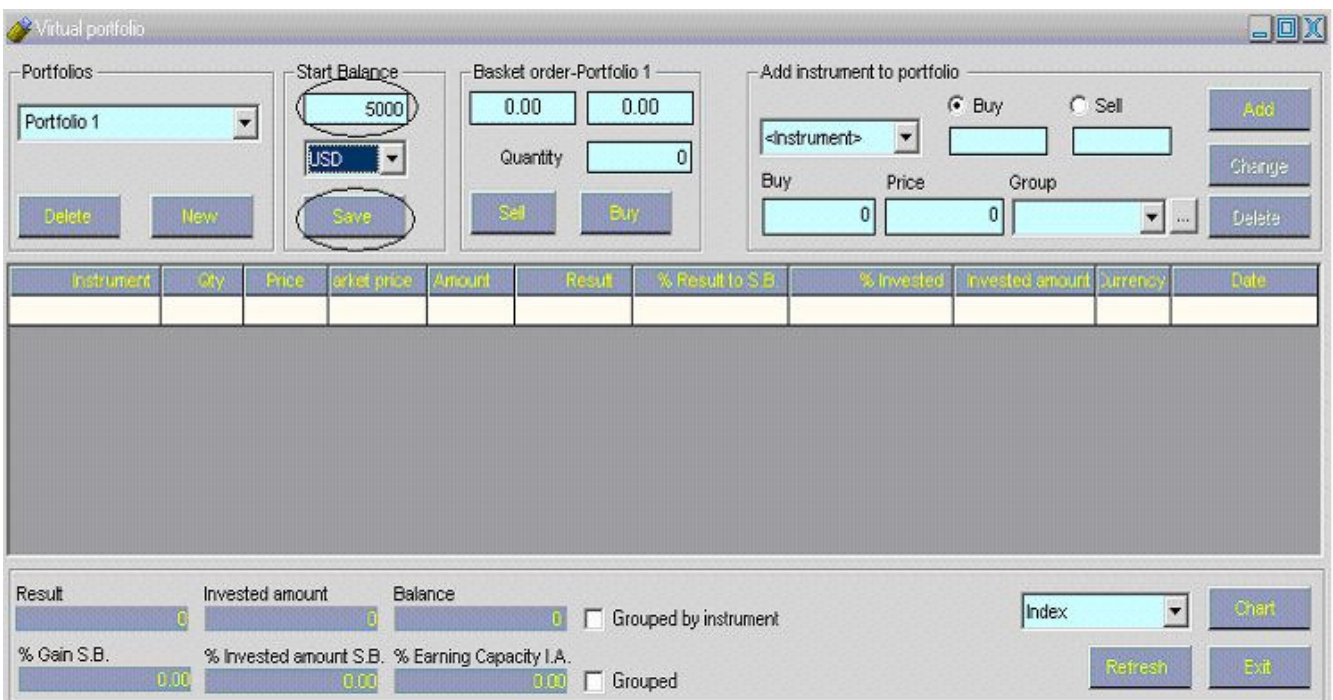 Virtual portfolio
Portfolios
Start Balance
Basket order-Portfolio 1
Add instrument to portfolio
Portfolio 1
5000
0.00 0.00
Buy Sell
Add
<Instrument>
USD
Quantity 0
Change
Buy Price Group
Delete New
Save
Sell Buy
0 0
...
Delete
Instrument Qty Price arket price Amount Result % Result to S.B. % Invested Invested amount Currency Date
Result Invested amount Balance
0 0 0
Grouped by instrument
Index
Chart
% Gain S.B. % Invested amount S.B. % Earning Capacity I.A.
0.00 0.00 0.00
Grouped
Refresh
Exit